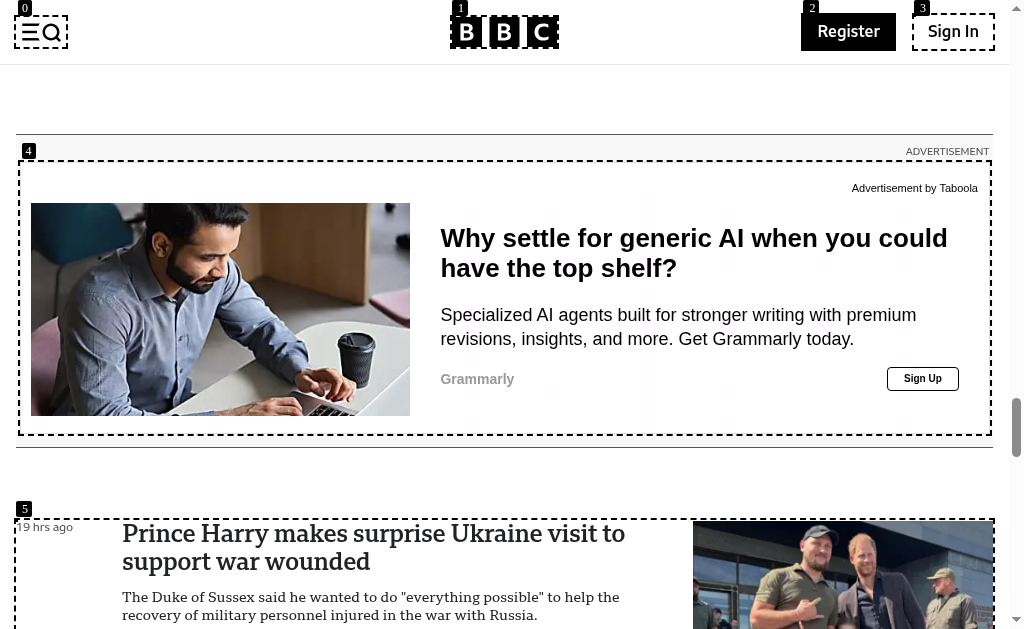 0
1
2
3
BBC
Register
Sign In
4
ADVERTISEMENT
Advertisement by Taboola
Why settle for generic AI when you could
have the top shelf?
Specialized AI agents built for stronger writing with premium
revisions, insights, and more. Get Grammarly today.
Grammarly
Sign Up
5
19 hrs ago
Prince Harry makes surprise Ukraine visit to
support war wounded
The Duke of Sussex said he wanted to do "everything possible" to help the
recovery of military personnel injured in the war with Russia.